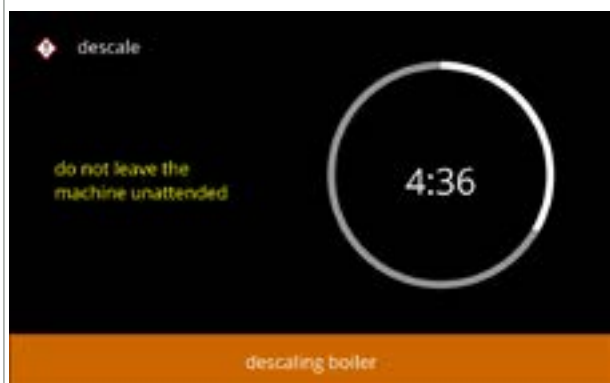 descale
do not leave the
machine unattended
4:36
descaling boiler